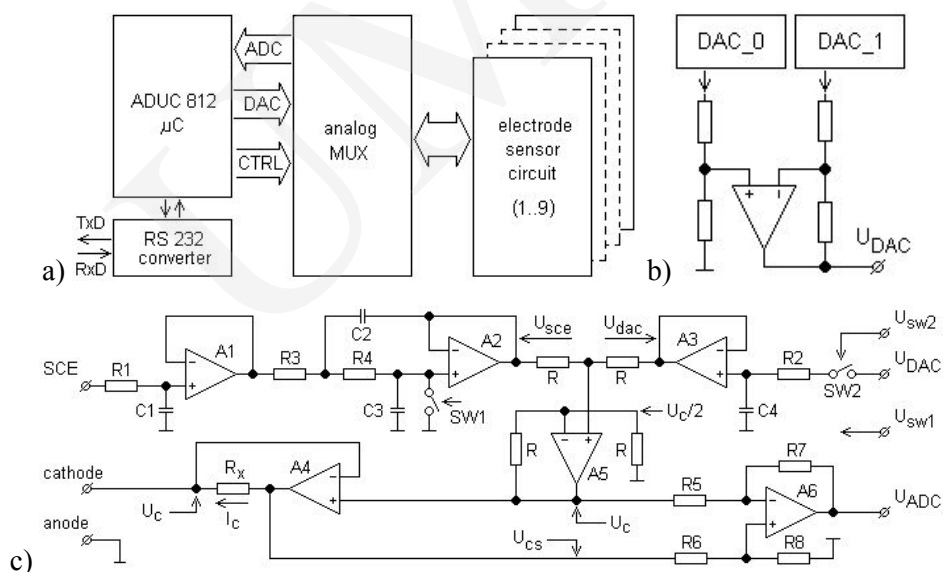 ADUC 812
µC
ADC
DAC
CTRL
analog
MUX
electrode
sensor
circuit
(1..9)
TxD
RxD
RS 232
converter
a)
DAC_0
DAC_1
+
−
U_DAC
b)
SCE
R1
C1
−
+
A1
R3
C2
R4
C3
SW1
−
+
A2
U_sce
R
U_dac
R
A3
−
+
C4
R2
SW2
U_sw2
U_DAC
U_sw1
U_c/2
R
−
+
R
A5
cathode
U_c
R_x
I_c
A4
−
+
U_c
R5
R7
−
+
A6
U_ADC
anode
U_cs
R6
R8
c)